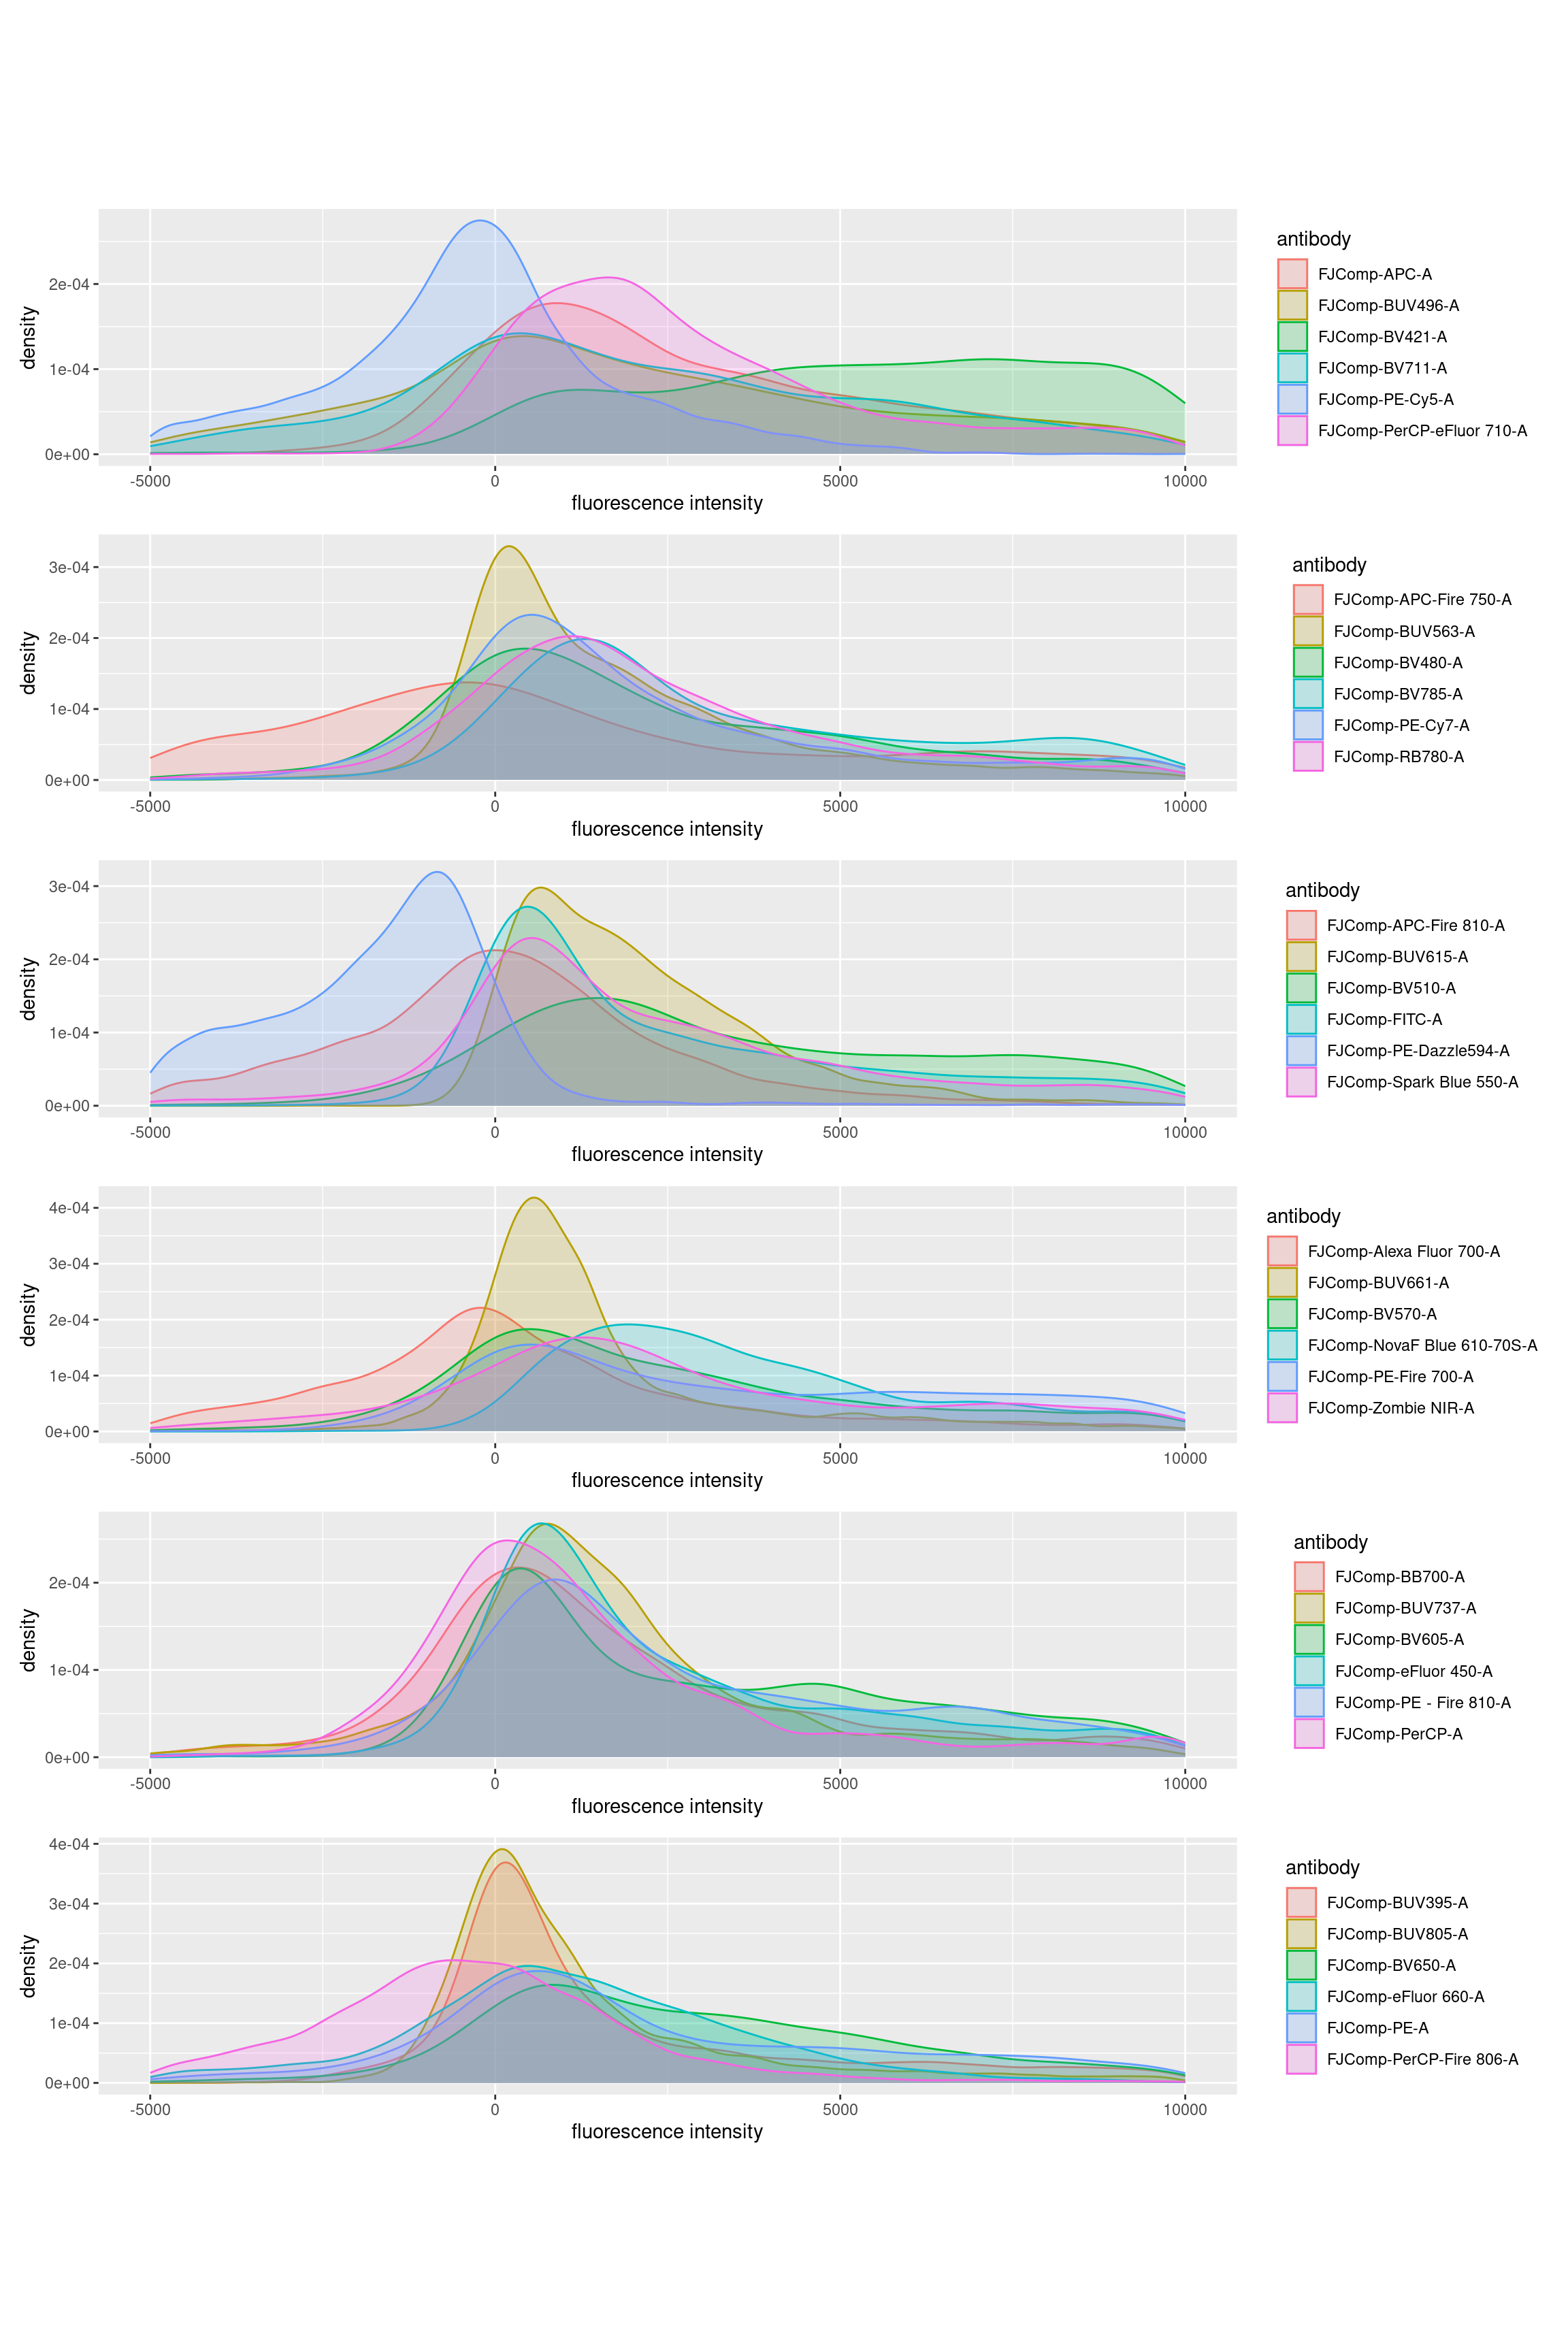 density
2e-04
1e-04
0e+00
-5000 0 5000 10000
fluorescence intensity
antibody
FJComp-APC-A
FJComp-BUV496-A
FJComp-BV421-A
FJComp-BV711-A
FJComp-PE-Cy5-A
FJComp-PerCP-eFluor 710-A
density
3e-04
2e-04
1e-04
0e+00
-5000 0 5000 10000
fluorescence intensity
antibody
FJComp-APC-Fire 750-A
FJComp-BUV563-A
FJComp-BV480-A
FJComp-BV785-A
FJComp-PE-Cy7-A
FJComp-RB780-A
density
3e-04
2e-04
1e-04
0e+00
-5000 0 5000 10000
fluorescence intensity
antibody
FJComp-APC-Fire 810-A
FJComp-BUV615-A
FJComp-BV510-A
FJComp-FITC-A
FJComp-PE-Dazzle594-A
FJComp-Spark Blue 550-A
density
4e-04
3e-04
2e-04
1e-04
0e+00
-5000 0 5000 10000
fluorescence intensity
antibody
FJComp-Alexa Fluor 700-A
FJComp-BUV661-A
FJComp-BV570-A
FJComp-NovaF Blue 610-70S-A
FJComp-PE-Fire 700-A
FJComp-Zombie NIR-A
density
2e-04
1e-04
0e+00
-5000 0 5000 10000
fluorescence intensity
antibody
FJComp-BB700-A
FJComp-BUV737-A
FJComp-BV605-A
FJComp-eFluor 450-A
FJComp-PE - Fire 810-A
FJComp-PerCP-A
density
4e-04
3e-04
2e-04
1e-04
0e+00
-5000 0 5000 10000
fluorescence intensity
antibody
FJComp-BUV395-A
FJComp-BUV805-A
FJComp-BV650-A
FJComp-eFluor 660-A
FJComp-PE-A
FJComp-PerCP-Fire 806-A